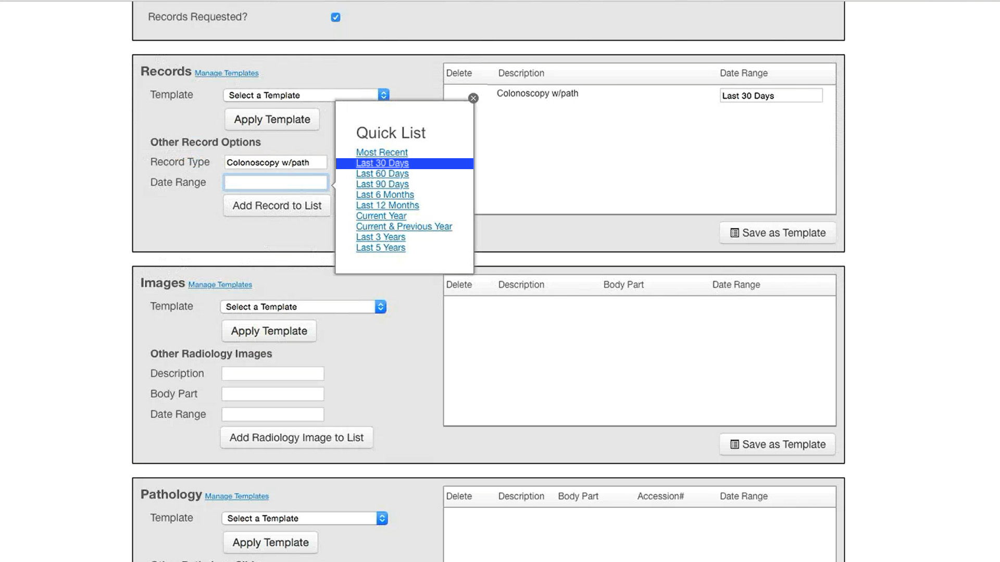 Records Requested?
Records Manage Templates
Template Select a Template
Apply Template
Other Record Options
Record Type Colonoscopy w/path
Date Range
Add Record to List
Quick List
Most Recent
Last 30 Days
Last 60 Days
Last 90 Days
Last 6 Months
Last 12 Months
Current Year
Current & Previous Year
Last 3 Years
Last 5 Years
Delete Description Date Range
Colonoscopy w/path Last 30 Days
Save as Template
Images Manage Templates
Template Select a Template
Apply Template
Other Radiology Images
Description
Body Part
Date Range
Add Radiology Image to List
Delete Description Body Part Date Range
Save as Template
Pathology Manage Templates
Template Select a Template
Apply Template
Delete Description Body Part Accession# Date Range